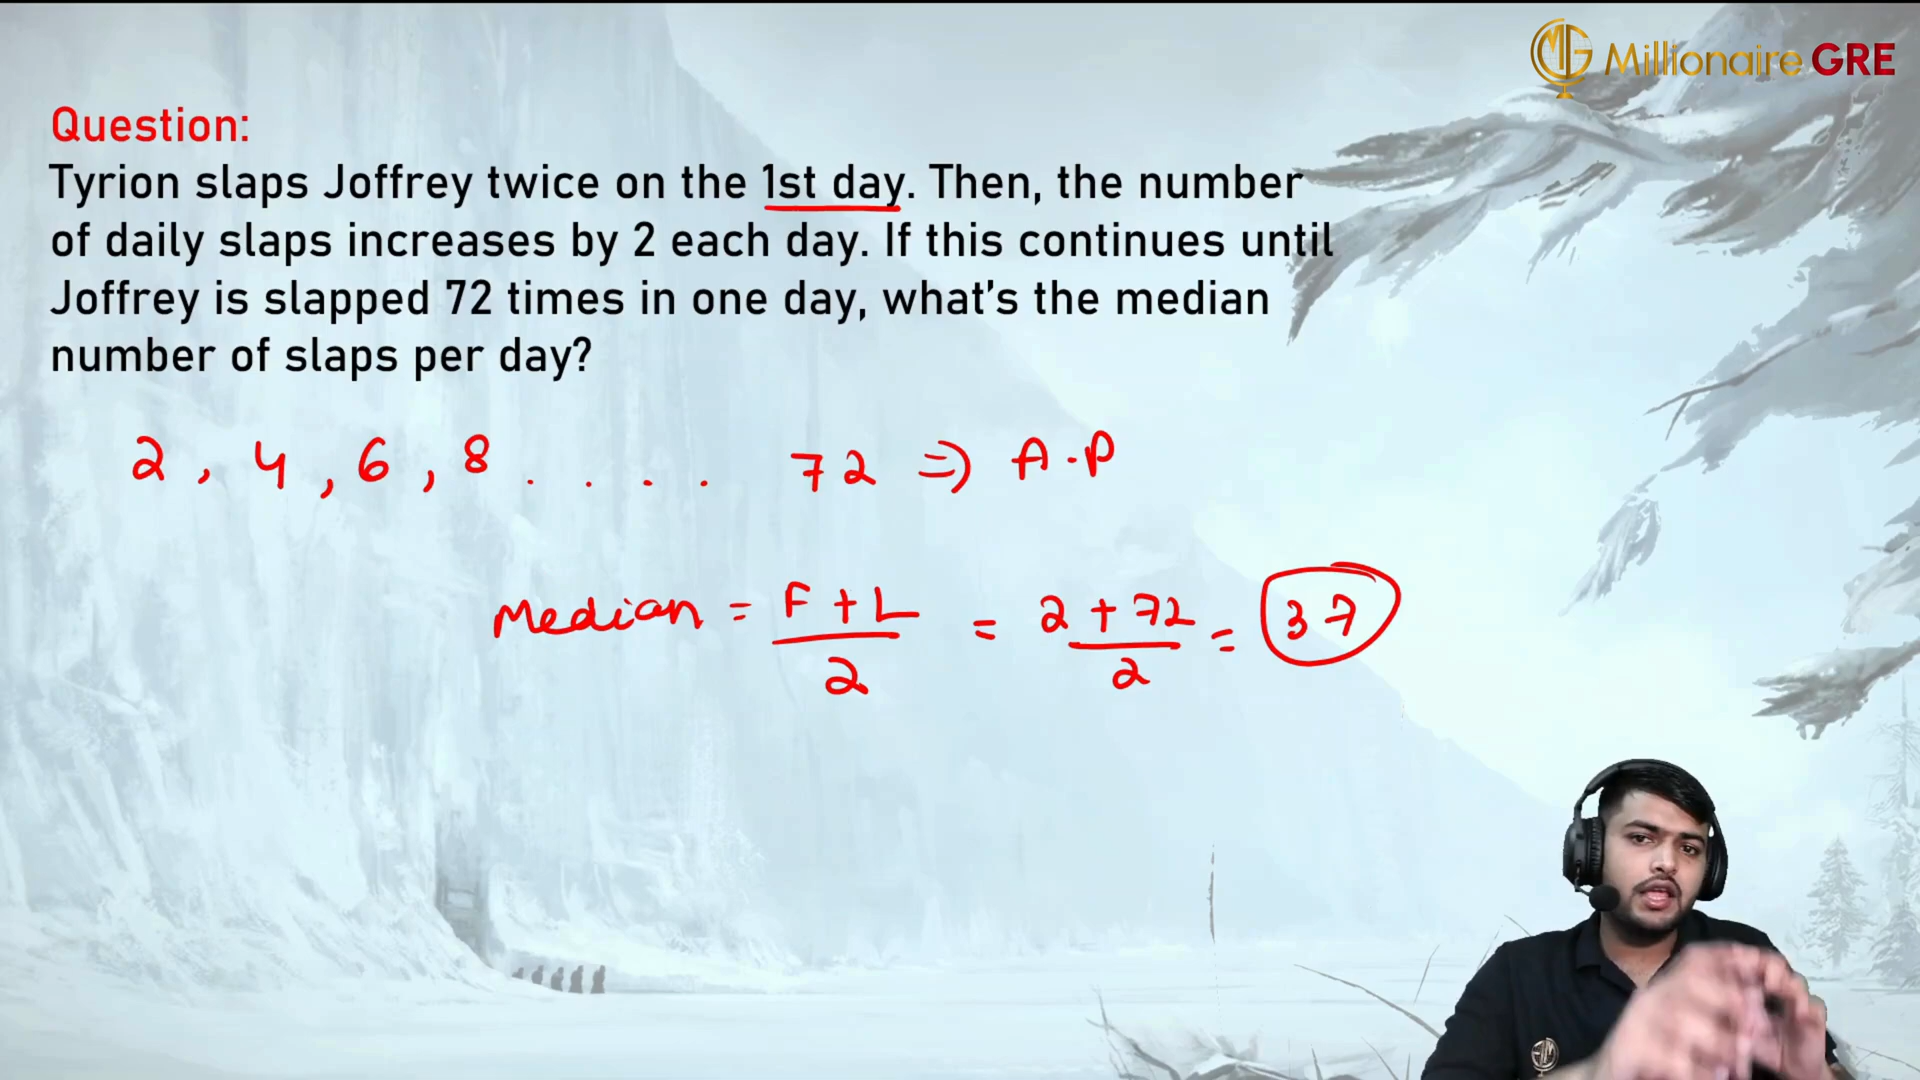 Millionaire GRE
Question:
Tyrion slaps Joffrey twice on the 1st day. Then, the number
of daily slaps increases by 2 each day. If this continues until
Joffrey is slapped 72 times in one day, what's the median
number of slaps per day?
2 , 4 , 6 , 8 . . . . 72 => A.P
Median = F + L / 2 = 2 + 72 / 2 = 37